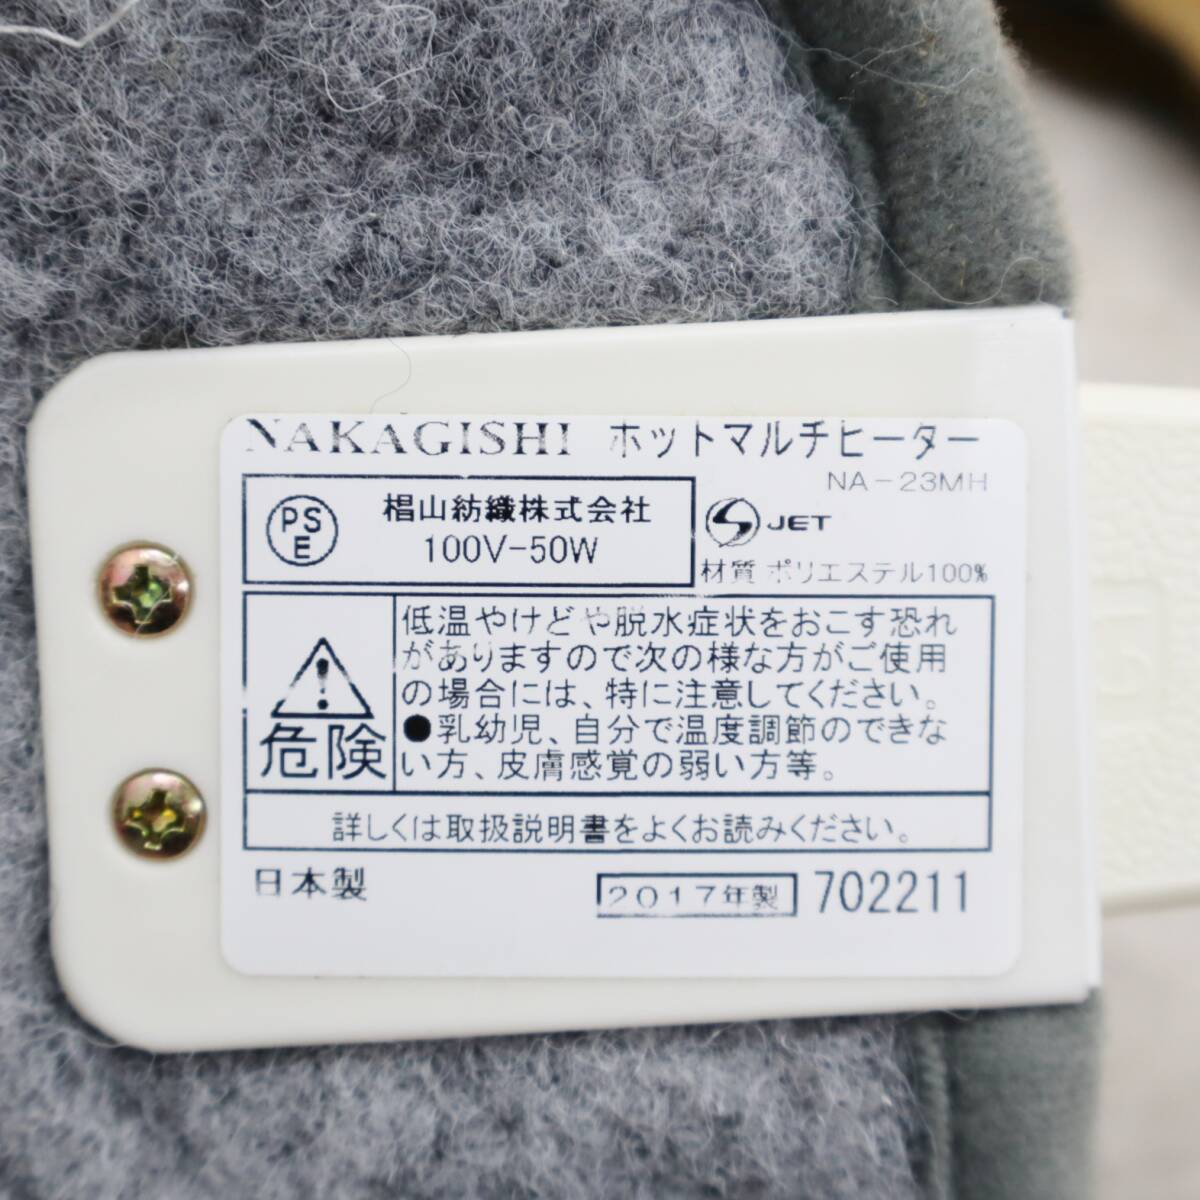 NAKAGISHI ホットマルチヒーター
NA-23MH
PSE
椙山紡織株式会社
100V-50W
S JET
材質 ポリエステル100%
危険
低温やけどや脱水症状をおこす恐れ
がありますので次の様な方がご使用
の場合には、特に注意してください。
●乳幼児、自分で温度調節のできな
い方、皮膚感覚の弱い方等。
詳しくは取扱説明書をよくお読みください。
日本製
2017年製 702211